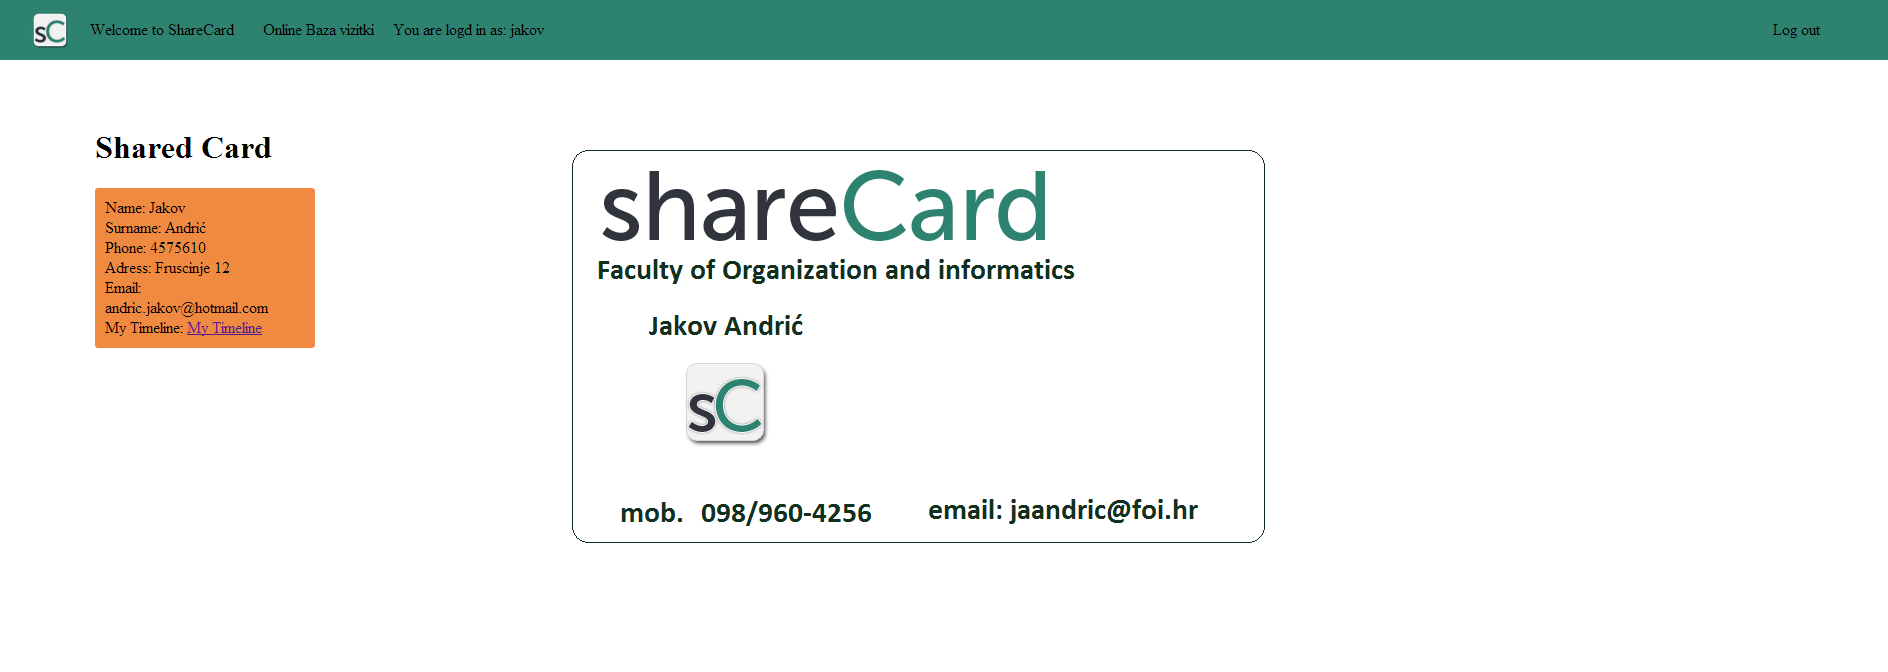 sC Welcome to ShareCard Online Baza vizitki You are logd in as: jakov Log out
Shared Card
Name: Jakov
Surname: Andrić
Phone: 4575610
Adress: Fruscinje 12
Email:
andric.jakov@hotmail.com
My Timeline: My Timeline
shareCard
Faculty of Organization and informatics
Jakov Andrić
sC
mob. 098/960-4256 email: jaandric@foi.hr